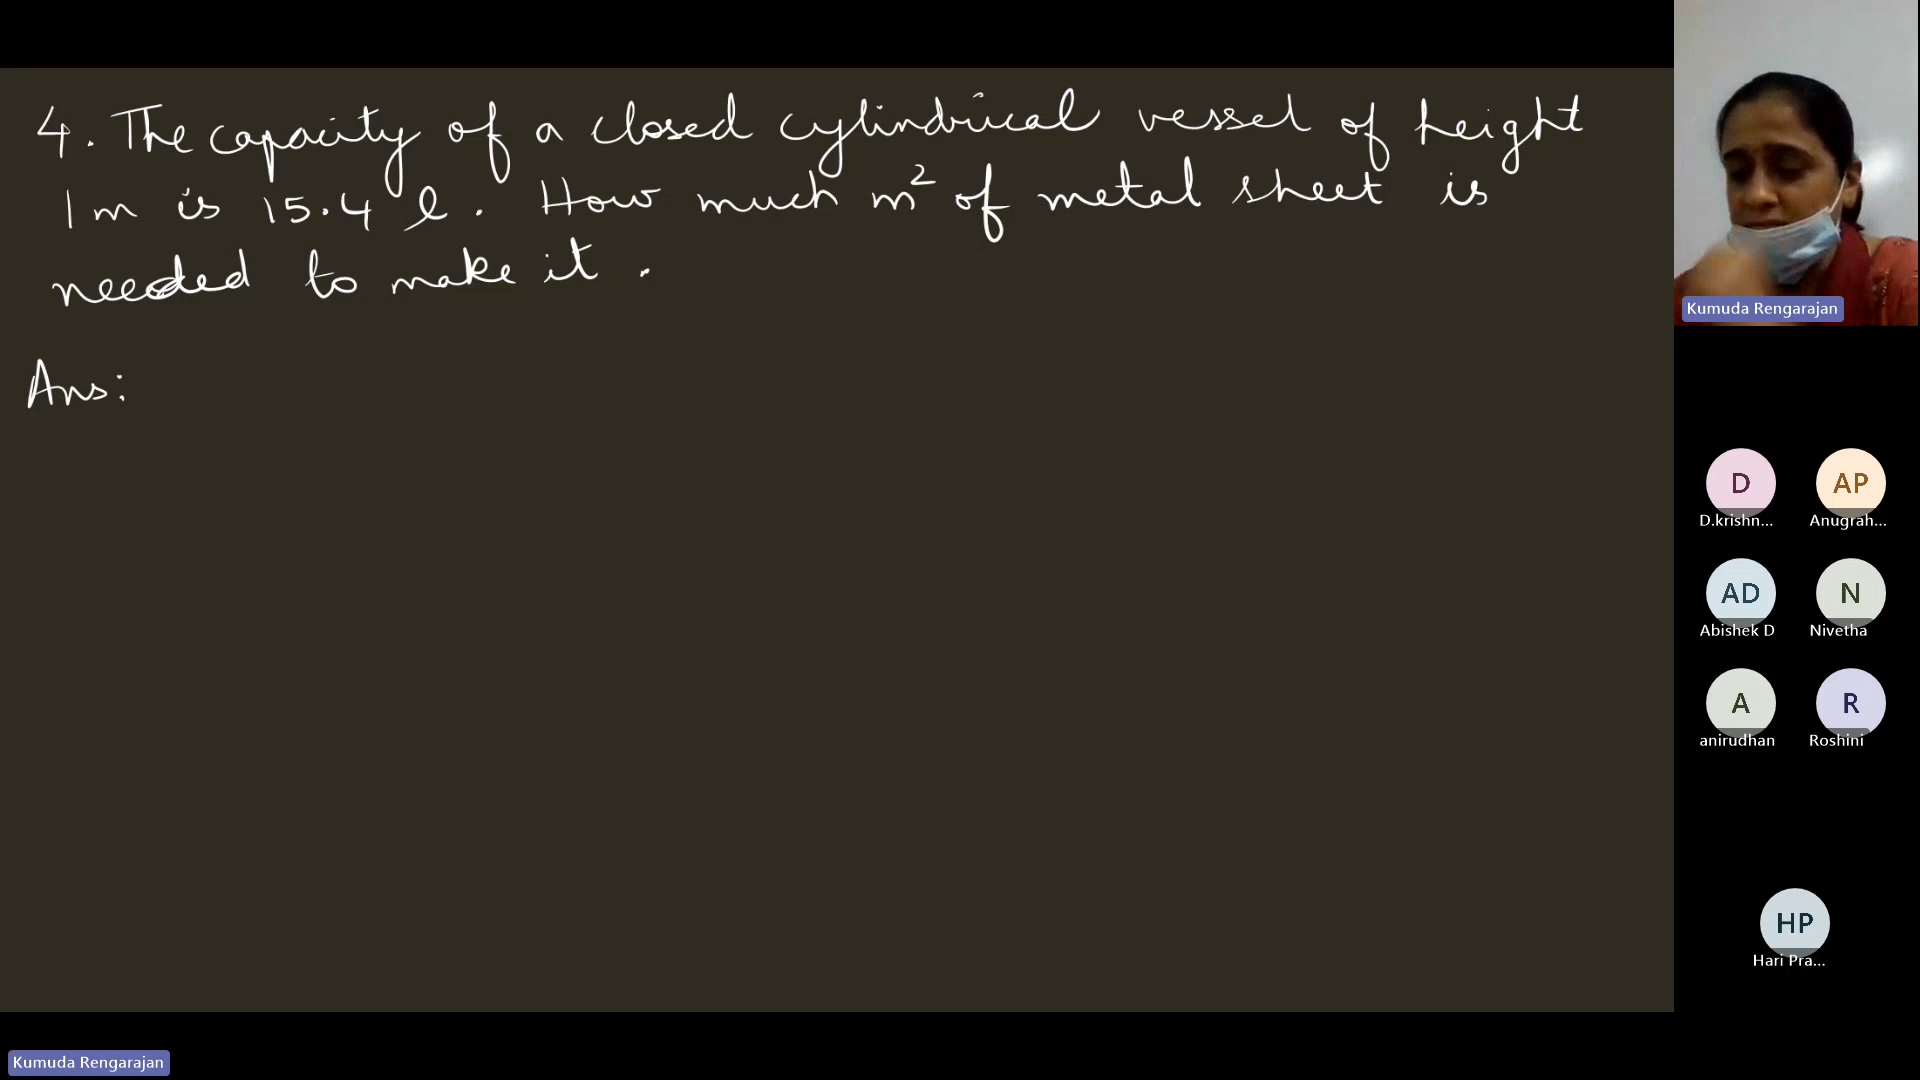 4. The capacity of a closed cylindrical vessel of height
1 m is 15.4 l. How much m² of metal sheet is
needed to make it.
Ans:
Kumuda Rengarajan
D
AP
D.krishn...
Anugrah...
AD
N
Abishek D
Nivetha
A
R
anirudhan
Roshini
HP
Hari Pra...
Kumuda Rengarajan